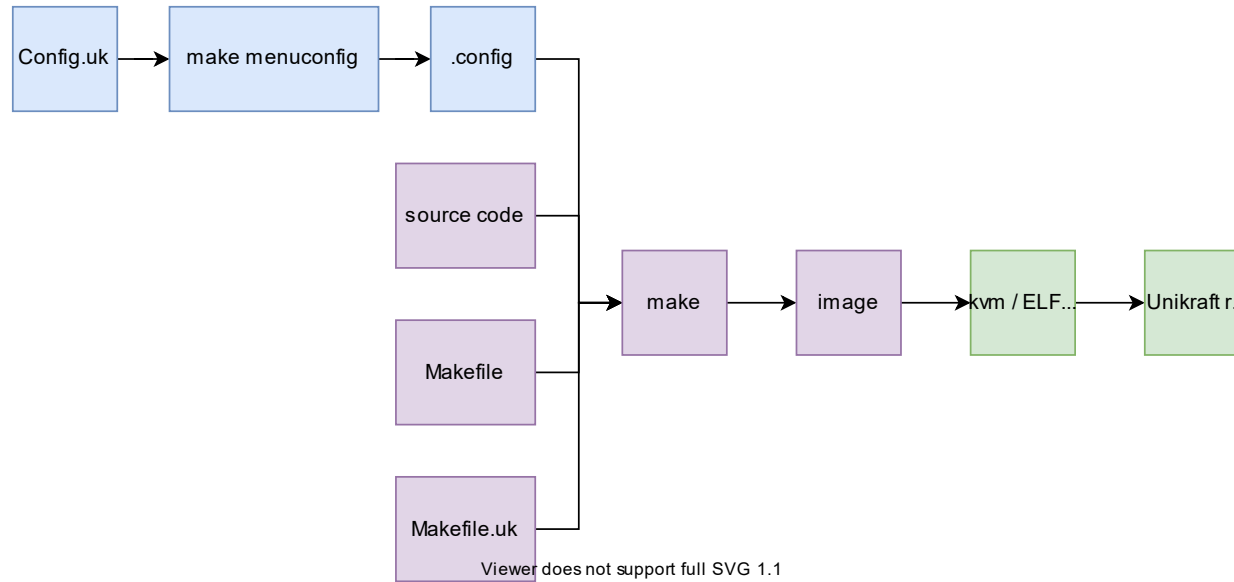 Config.uk
make menuconfig
.config
source code
Makefile
Makefile.uk
make
image
kvm / ELF...
Unikraft r.
Viewer does not support full SVG 1.1